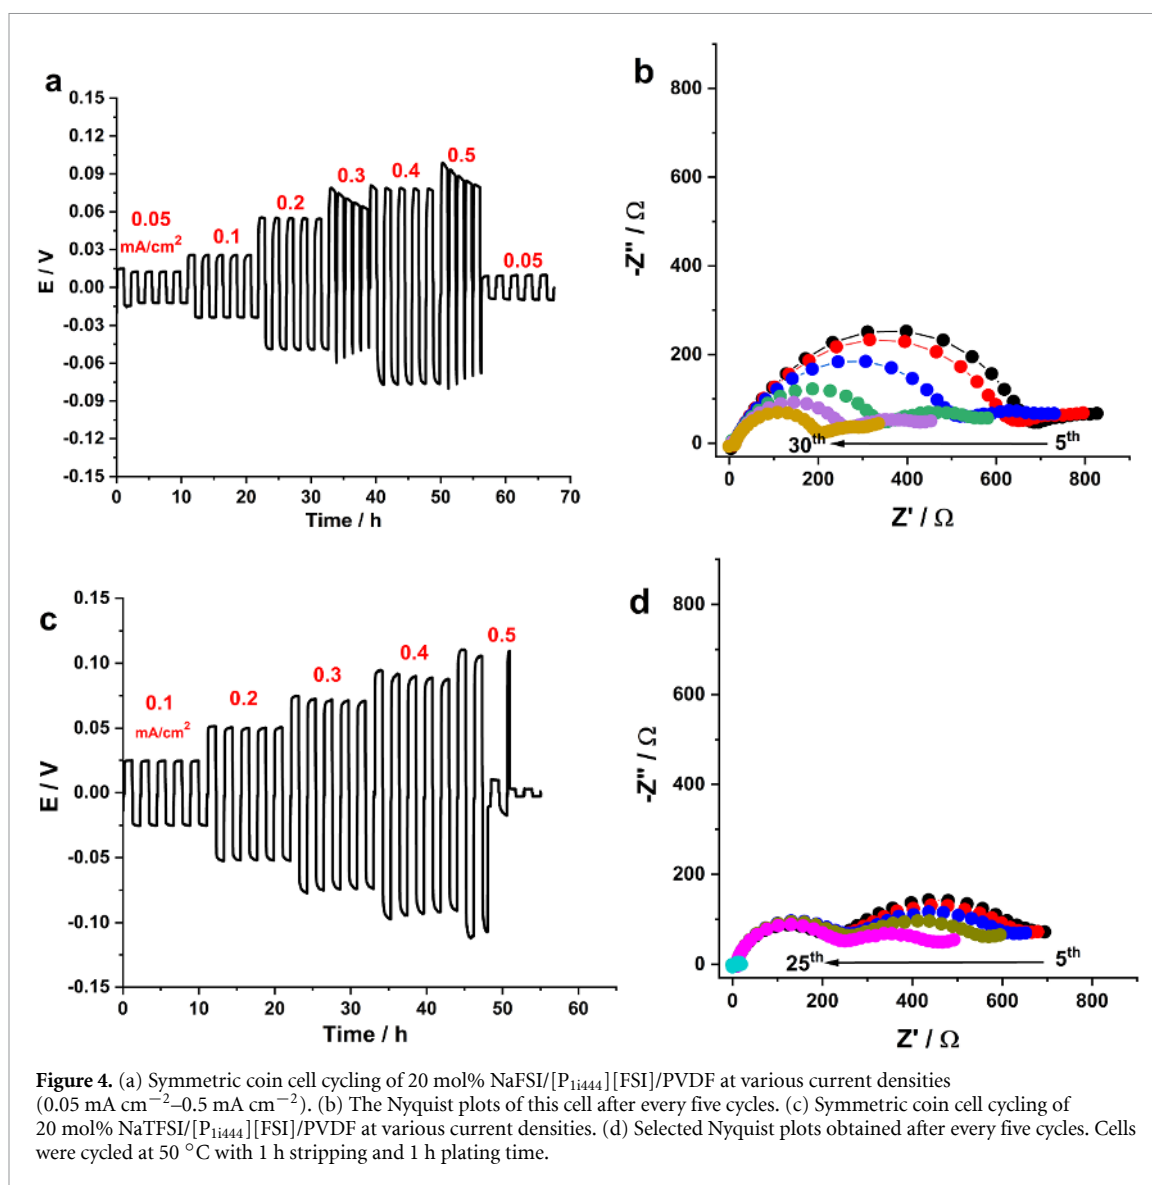 a
0.15
0.12
0.09
0.06
0.03
0.00
-0.03
-0.06
-0.09
-0.12
-0.15
E / V
0.05
mA/cm²
0.1
0.2
0.3
0.4
0.5
0.05
0 10 20 30 40 50 60 70
Time / h
b
800
600
400
200
0
-Z'' / Ω
30th
5th
0 200 400 600 800
Z' / Ω
c
0.15
0.10
0.05
0.00
-0.05
-0.10
-0.15
E / V
0.1
mA/cm²
0.2
0.3
0.4
0.5
0 10 20 30 40 50 60
Time / h
d
800
600
400
200
0
-Z'' / Ω
25th
5th
0 200 400 600 800
Z' / Ω
Figure 4. (a) Symmetric coin cell cycling of 20 mol% NaFSI/[P1i444][FSI]/PVDF at various current densities
(0.05 mA cm−2–0.5 mA cm−2). (b) The Nyquist plots of this cell after every five cycles. (c) Symmetric coin cell cycling of
20 mol% NaTFSI/[P1i444][FSI]/PVDF at various current densities. (d) Selected Nyquist plots obtained after every five cycles. Cells
were cycled at 50 °C with 1 h stripping and 1 h plating time.